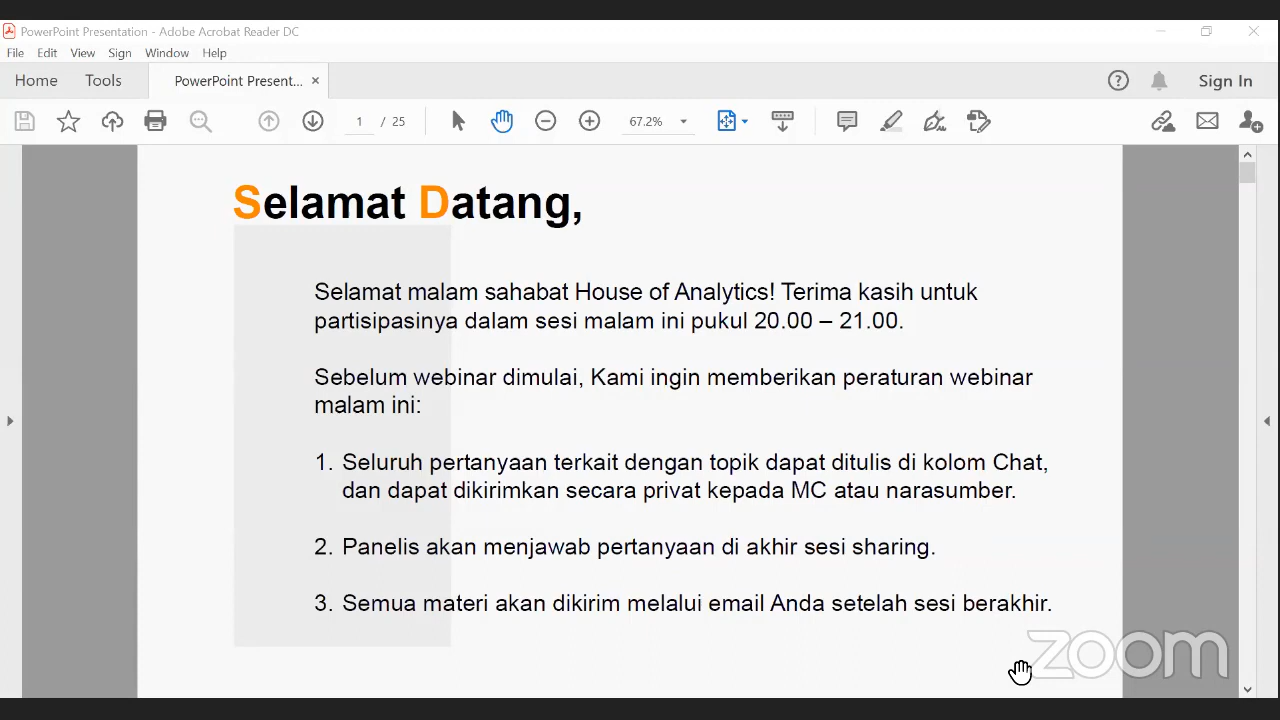 PowerPoint Presentation - Adobe Acrobat Reader DC
File Edit View Sign Window Help
Home Tools PowerPoint Present... × Sign In
1 / 25 67.2%
Selamat Datang,
Selamat malam sahabat House of Analytics! Terima kasih untuk
partisipasinya dalam sesi malam ini pukul 20.00 – 21.00.
Sebelum webinar dimulai, Kami ingin memberikan peraturan webinar
malam ini:
1. Seluruh pertanyaan terkait dengan topik dapat ditulis di kolom Chat,
dan dapat dikirimkan secara privat kepada MC atau narasumber.
2. Panelis akan menjawab pertanyaan di akhir sesi sharing.
3. Semua materi akan dikirim melalui email Anda setelah sesi berakhir.
zoom